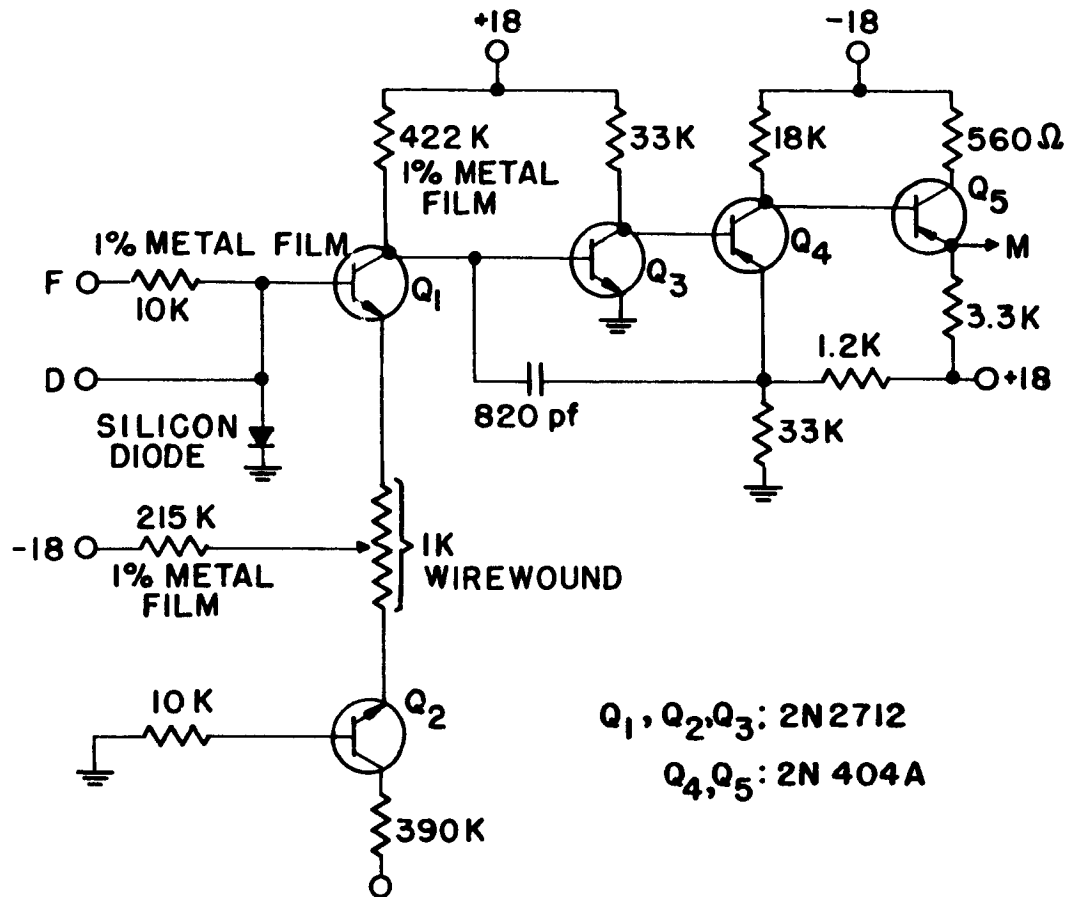 +18
-18
422 K
1% METAL
FILM
33K
18K
560 Ω
Q5
1% METAL FILM
F
10K
Q1
Q3
Q4
M
3.3K
1.2K
D
+18
820 pf
SILICON
DIODE
33K
215 K
-18
1% METAL
FILM
1K
WIREWOUND
10 K
Q2
Q1, Q2, Q3: 2N2712
Q4, Q5: 2N 404A
390K